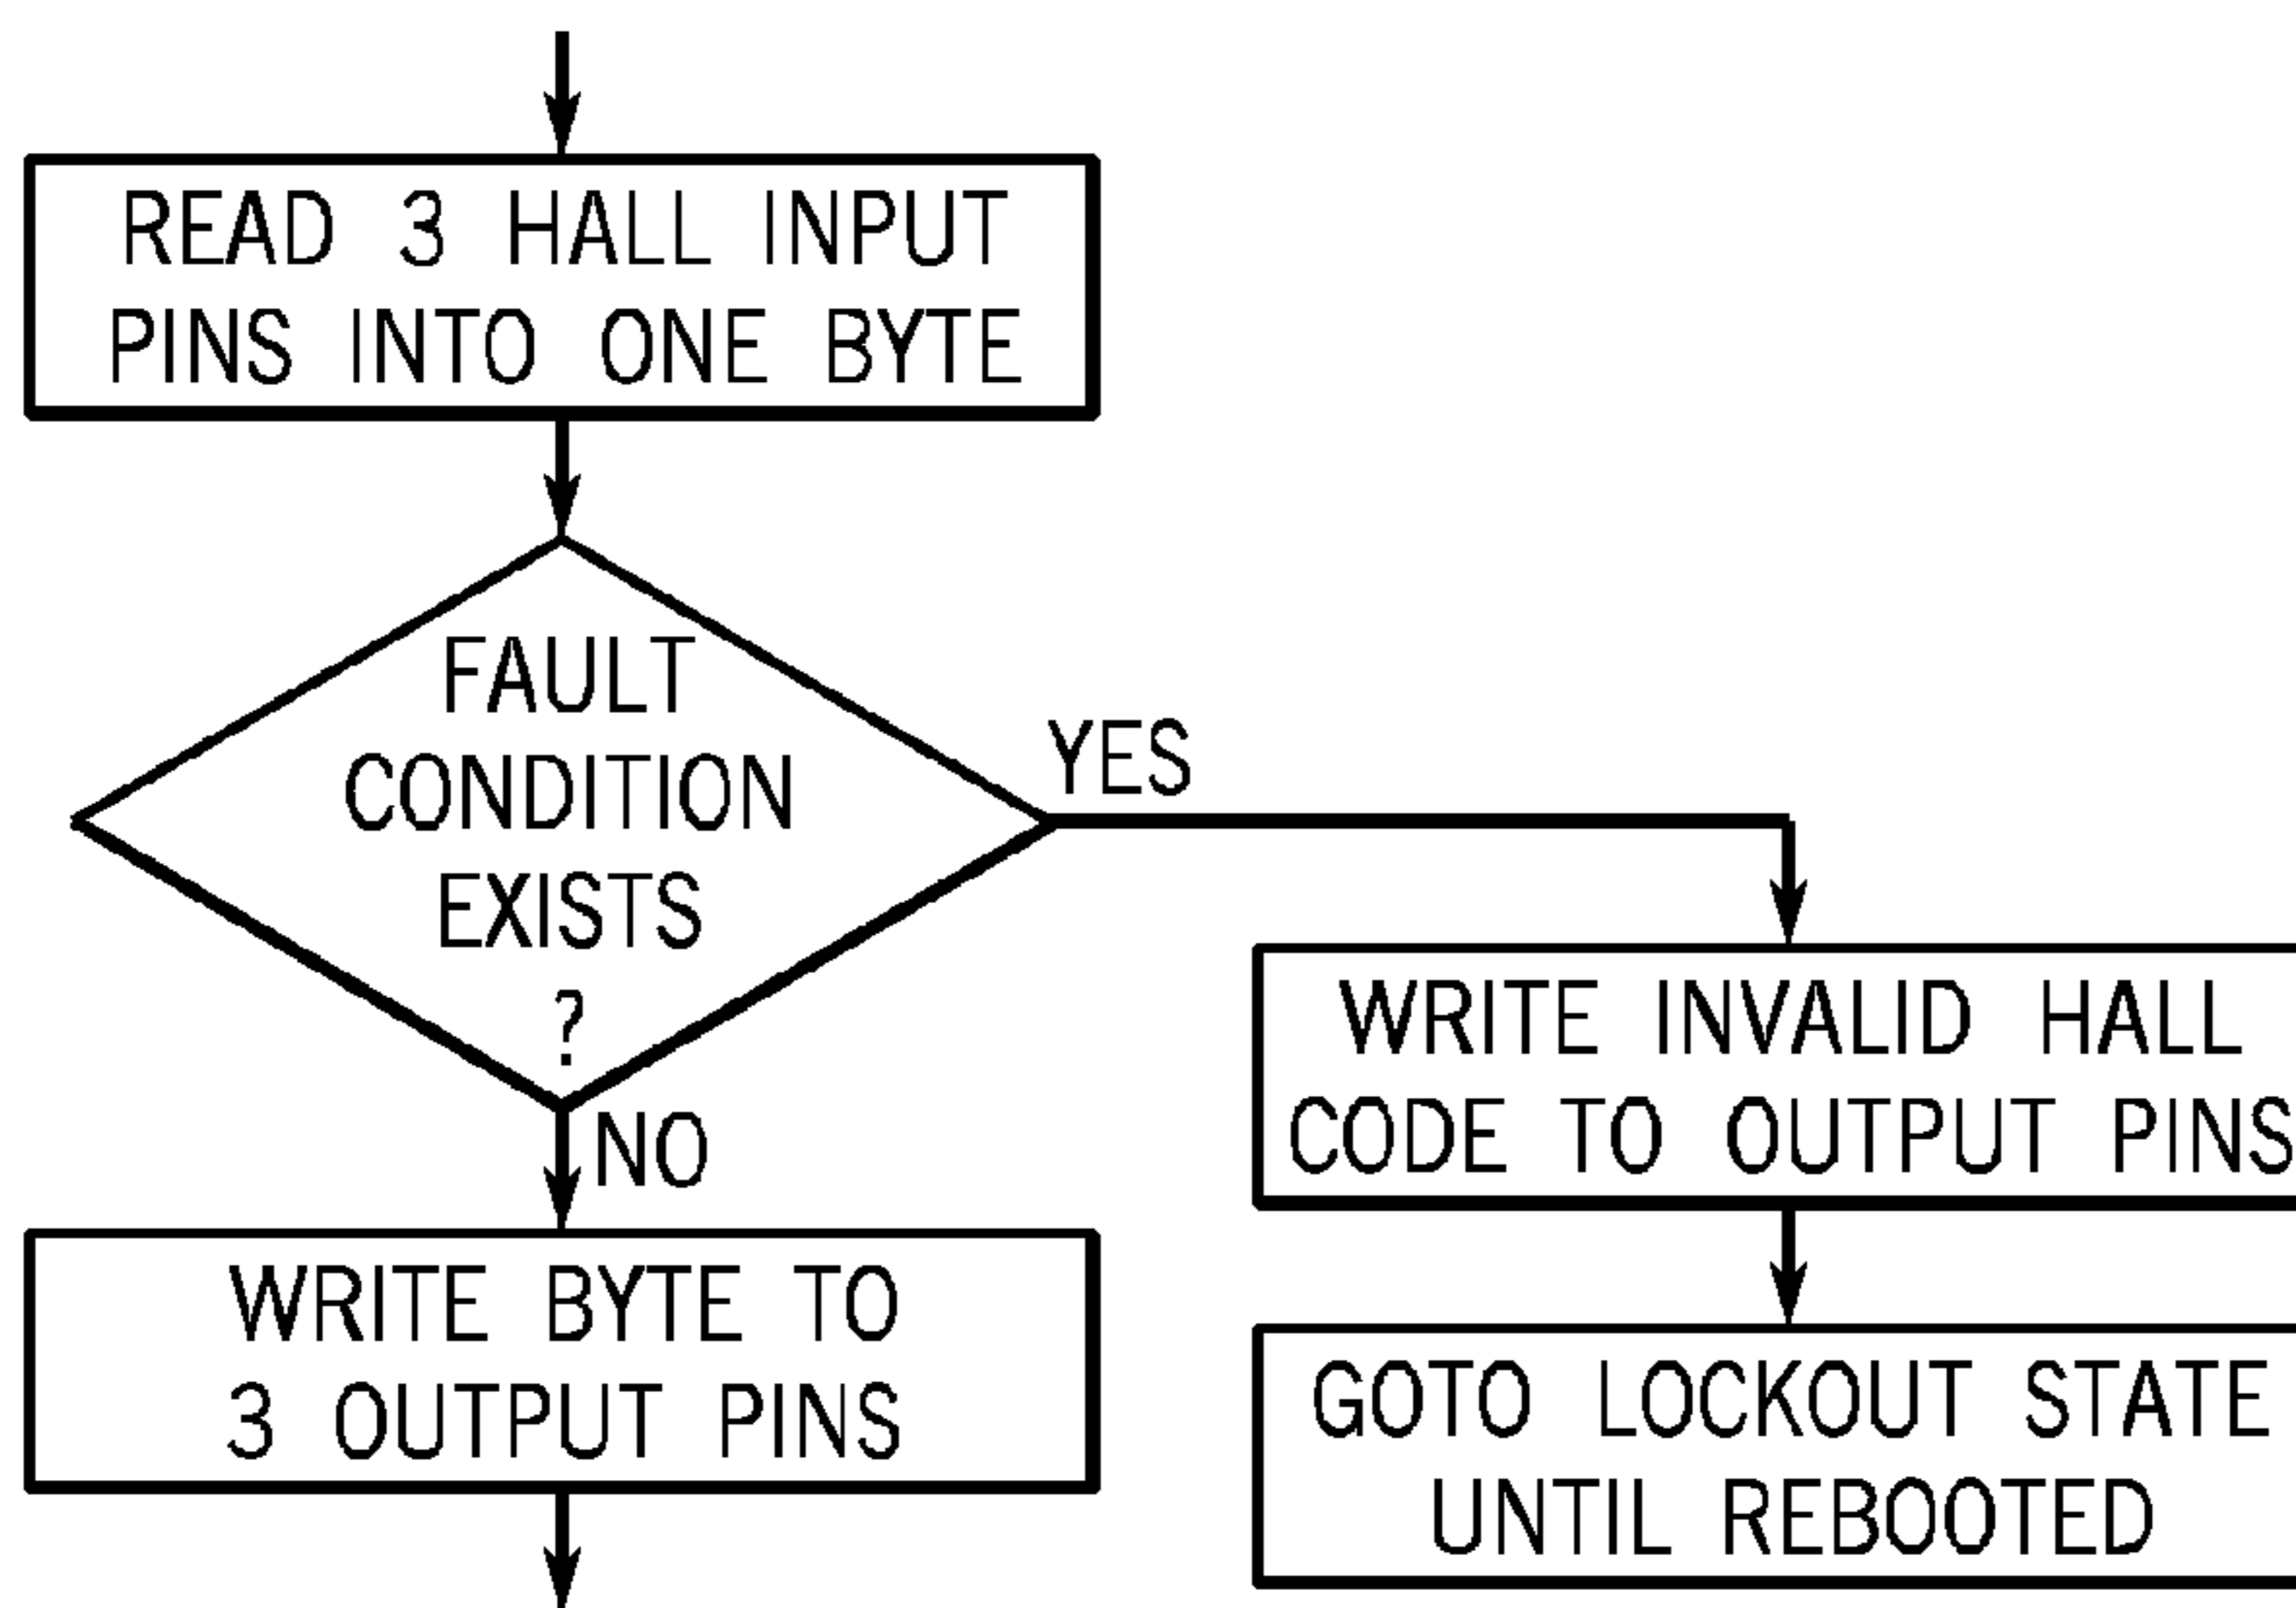 READ 3 HALL INPUT
PINS INTO ONE BYTE
FAULT
CONDITION
EXISTS
?
YES
NO
WRITE INVALID HALL
CODE TO OUTPUT PINS
WRITE BYTE TO
3 OUTPUT PINS
GOTO LOCKOUT STATE
UNTIL REBOOTED